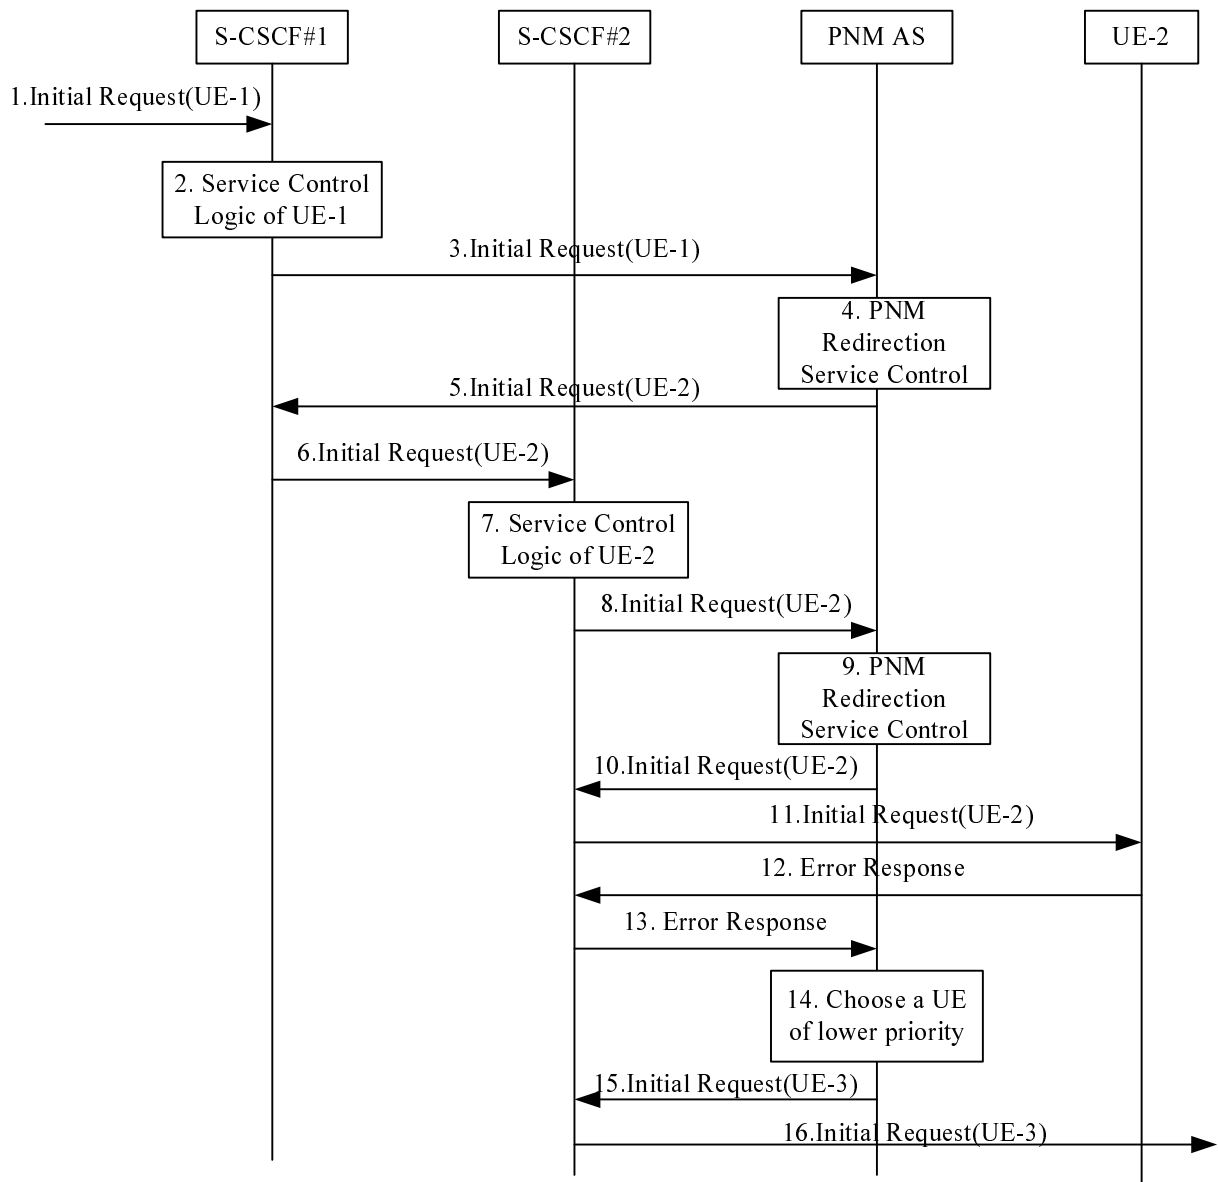 S-CSCF#1
S-CSCF#2
PNM AS
UE-2
1.Initial Request(UE-1)
2. Service Control
Logic of UE-1
3.Initial Request(UE-1)
4. PNM
Redirection
Service Control
5.Initial Request(UE-2)
6.Initial Request(UE-2)
7. Service Control
Logic of UE-2
8.Initial Request(UE-2)
9. PNM
Redirection
Service Control
10.Initial Request(UE-2)
11.Initial Request(UE-2)
12. Error Response
13. Error Response
14. Choose a UE
of lower priority
15.Initial Request(UE-3)
16.Initial Request(UE-3)